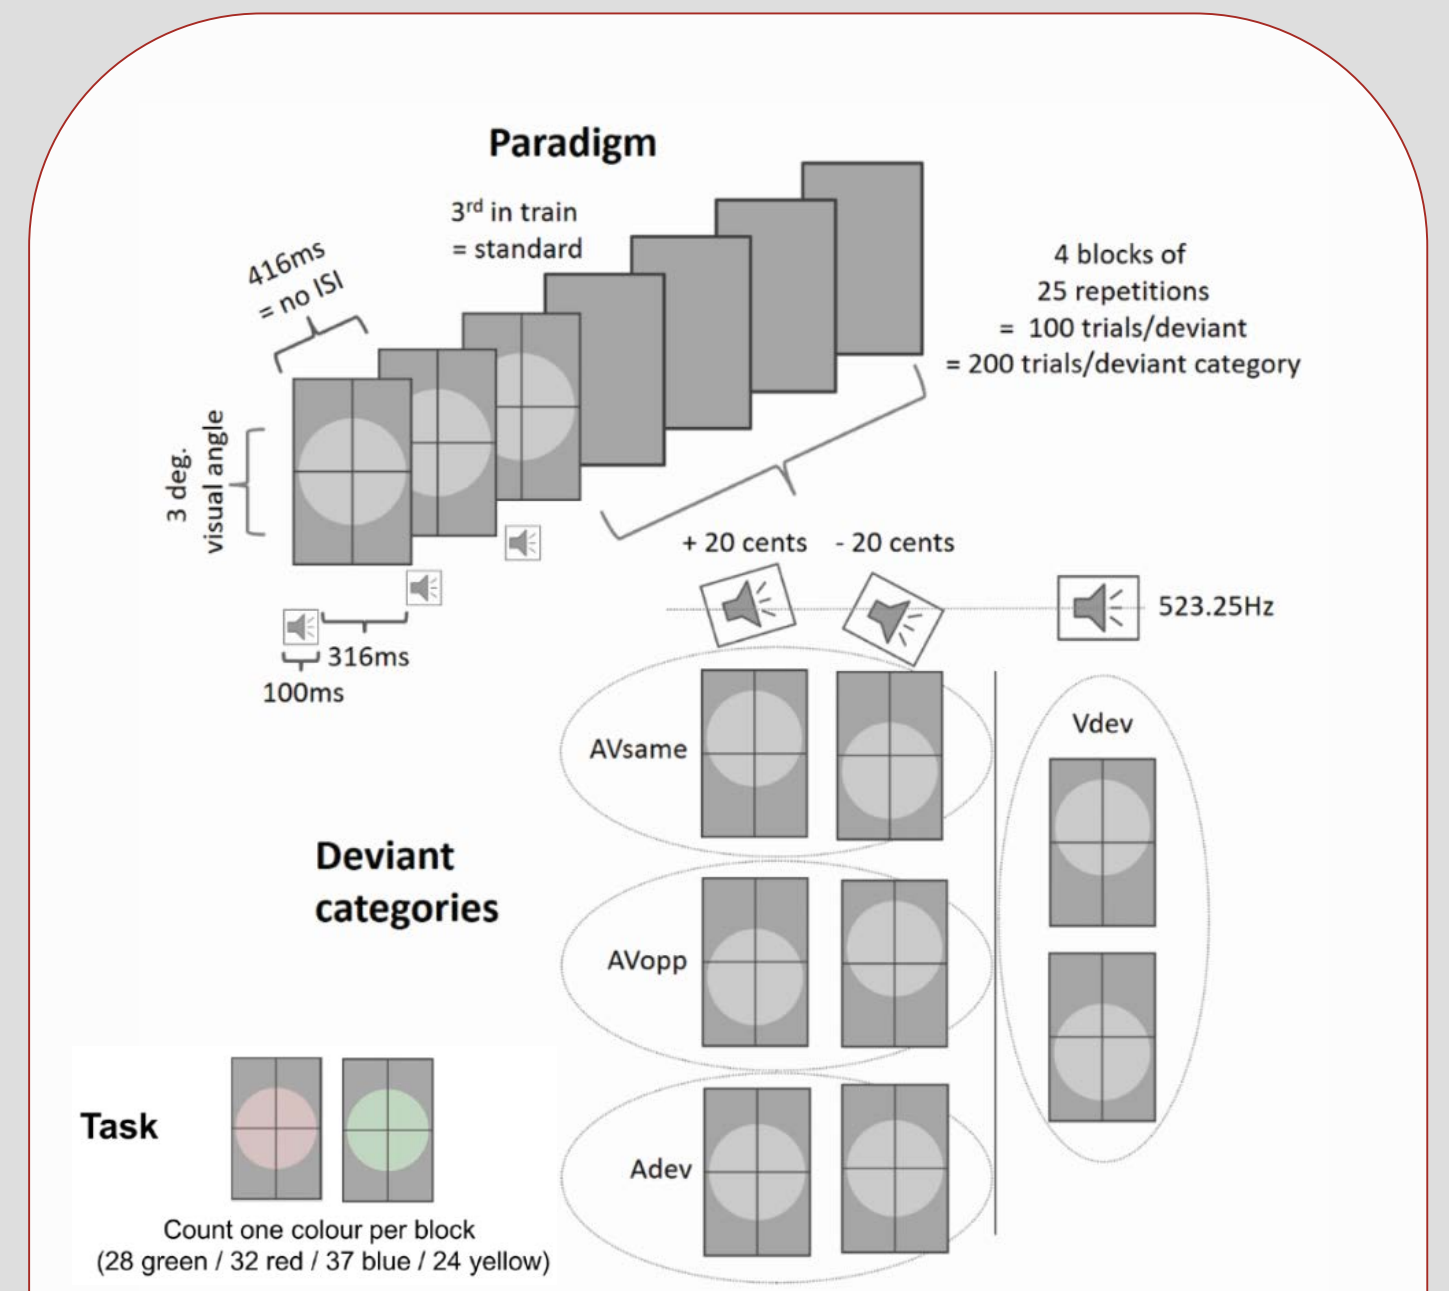 Paradigm
3rd in train
= standard
416ms
= no ISI
4 blocks of
25 repetitions
= 100 trials/deviant
= 200 trials/deviant category
3 deg.
visual angle
+ 20 cents
- 20 cents
523.25Hz
316ms
100ms
AVsame
Vdev
Deviant
categories
AVopp
Adev
Task
Count one colour per block
(28 green / 32 red / 37 blue / 24 yellow)